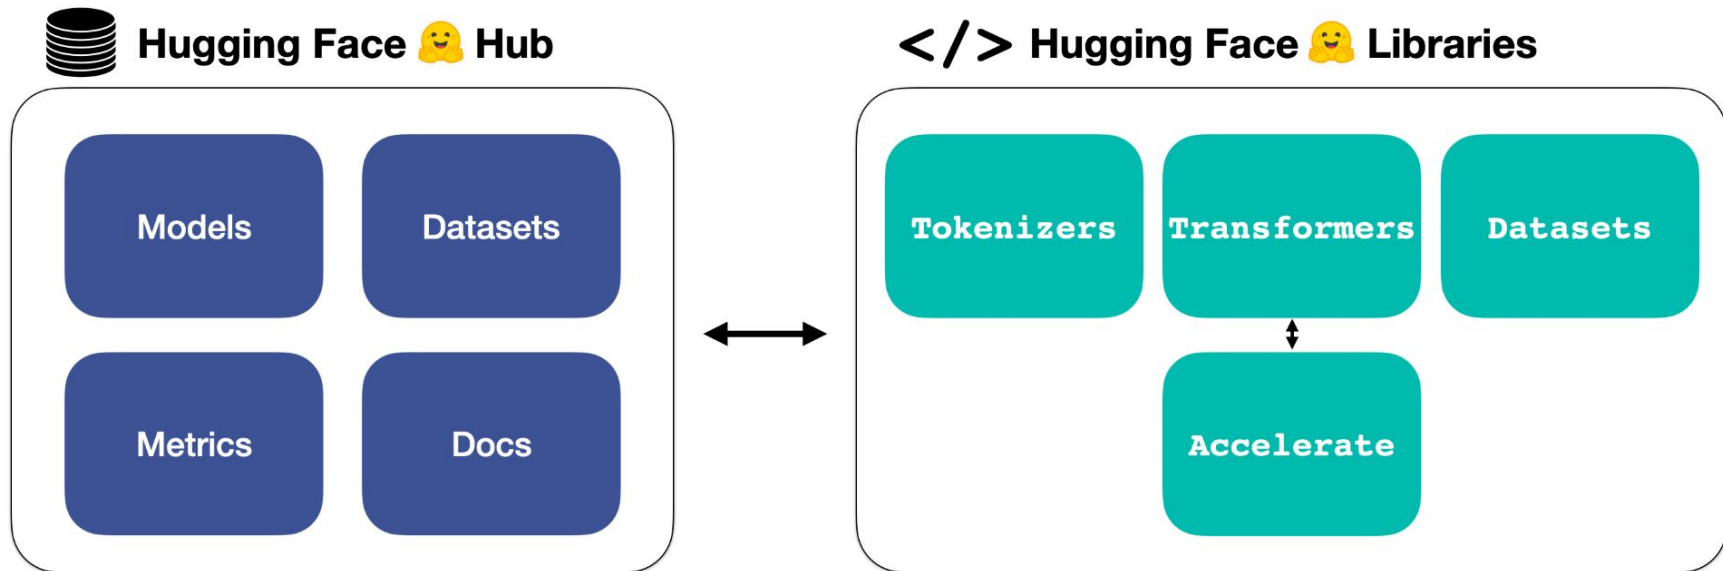 Hugging Face 🤗 Hub
</> Hugging Face 🤗 Libraries
Models
Datasets
Metrics
Docs
Tokenizers
Transformers
Datasets
Accelerate